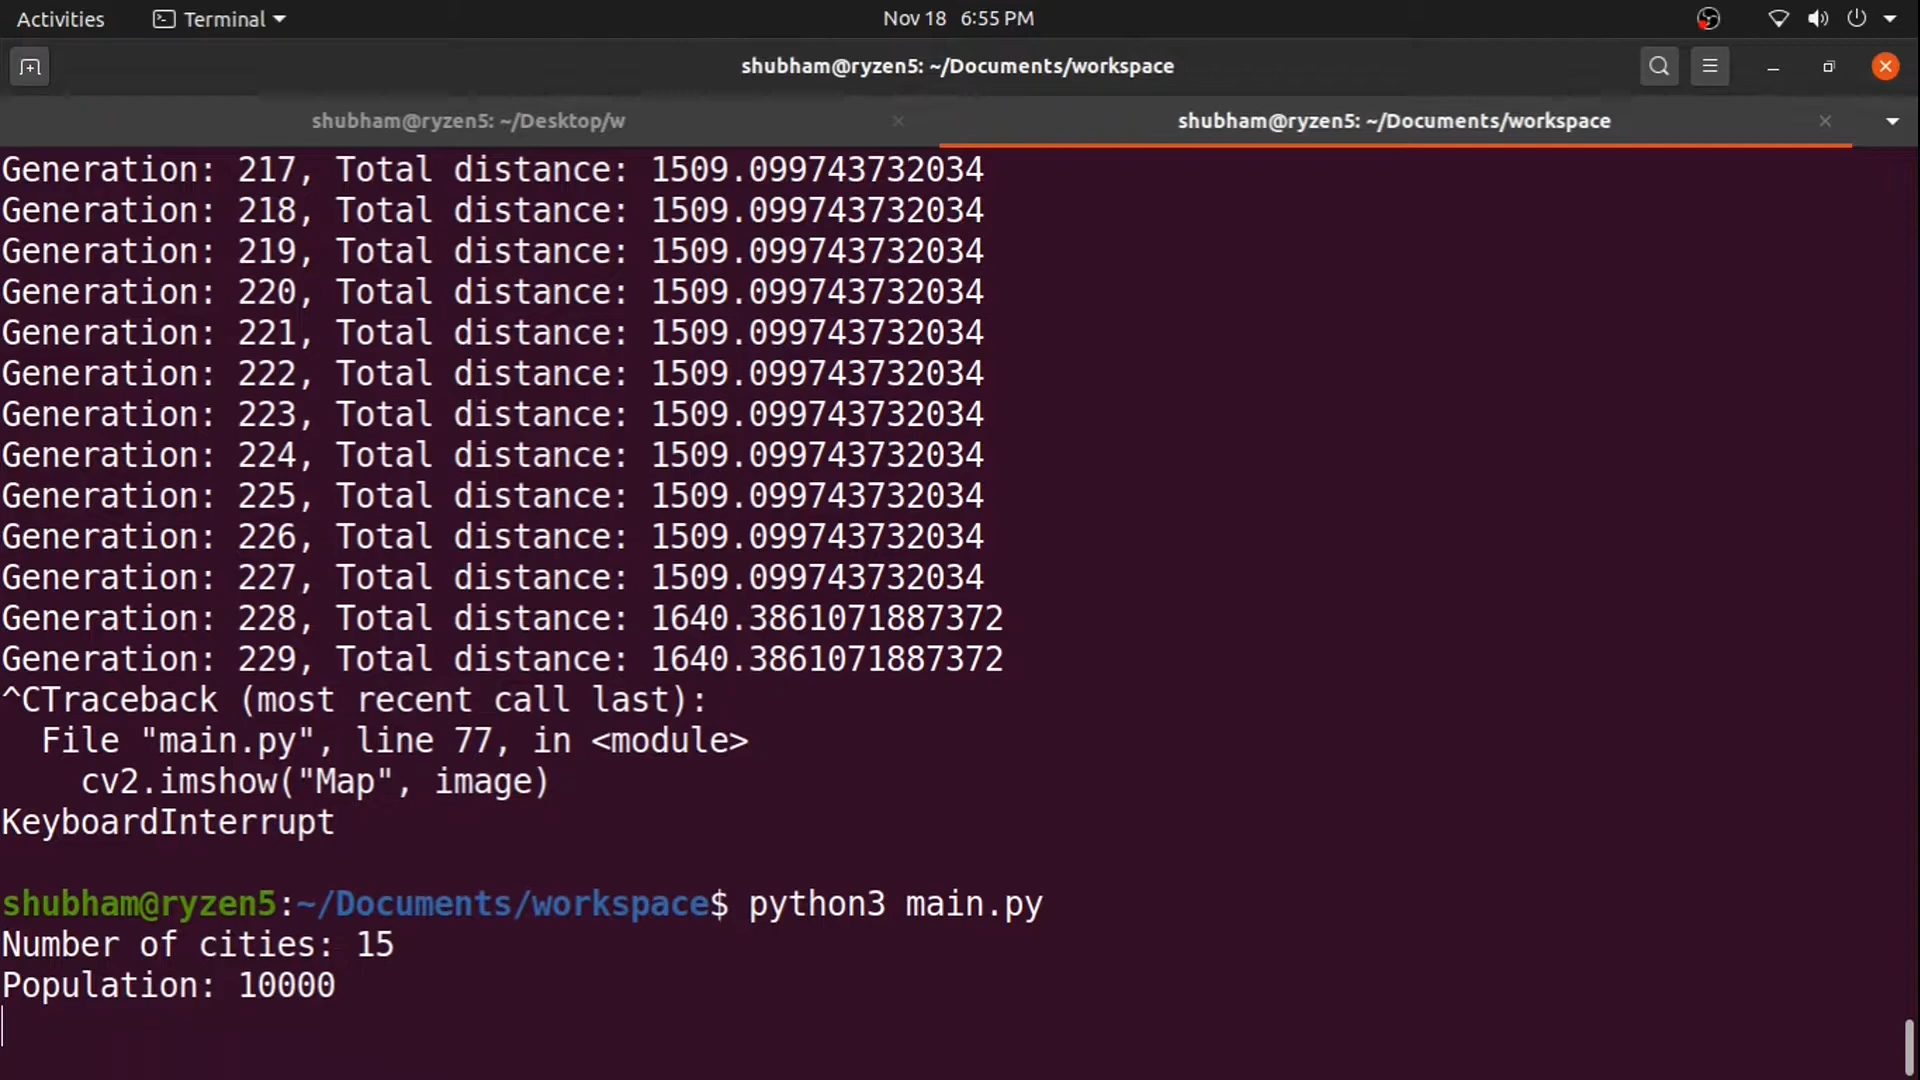 Activities
Terminal
Nov 18 6:55 PM
shubham@ryzen5: ~/Documents/workspace
shubham@ryzen5: ~/Desktop/w
shubham@ryzen5: ~/Documents/workspace
Generation: 217, Total distance: 1509.099743732034
Generation: 218, Total distance: 1509.099743732034
Generation: 219, Total distance: 1509.099743732034
Generation: 220, Total distance: 1509.099743732034
Generation: 221, Total distance: 1509.099743732034
Generation: 222, Total distance: 1509.099743732034
Generation: 223, Total distance: 1509.099743732034
Generation: 224, Total distance: 1509.099743732034
Generation: 225, Total distance: 1509.099743732034
Generation: 226, Total distance: 1509.099743732034
Generation: 227, Total distance: 1509.099743732034
Generation: 228, Total distance: 1640.3861071887372
Generation: 229, Total distance: 1640.3861071887372
^CTraceback (most recent call last):
  File "main.py", line 77, in <module>
    cv2.imshow("Map", image)
KeyboardInterrupt
shubham@ryzen5:~/Documents/workspace$ python3 main.py
Number of cities: 15
Population: 10000